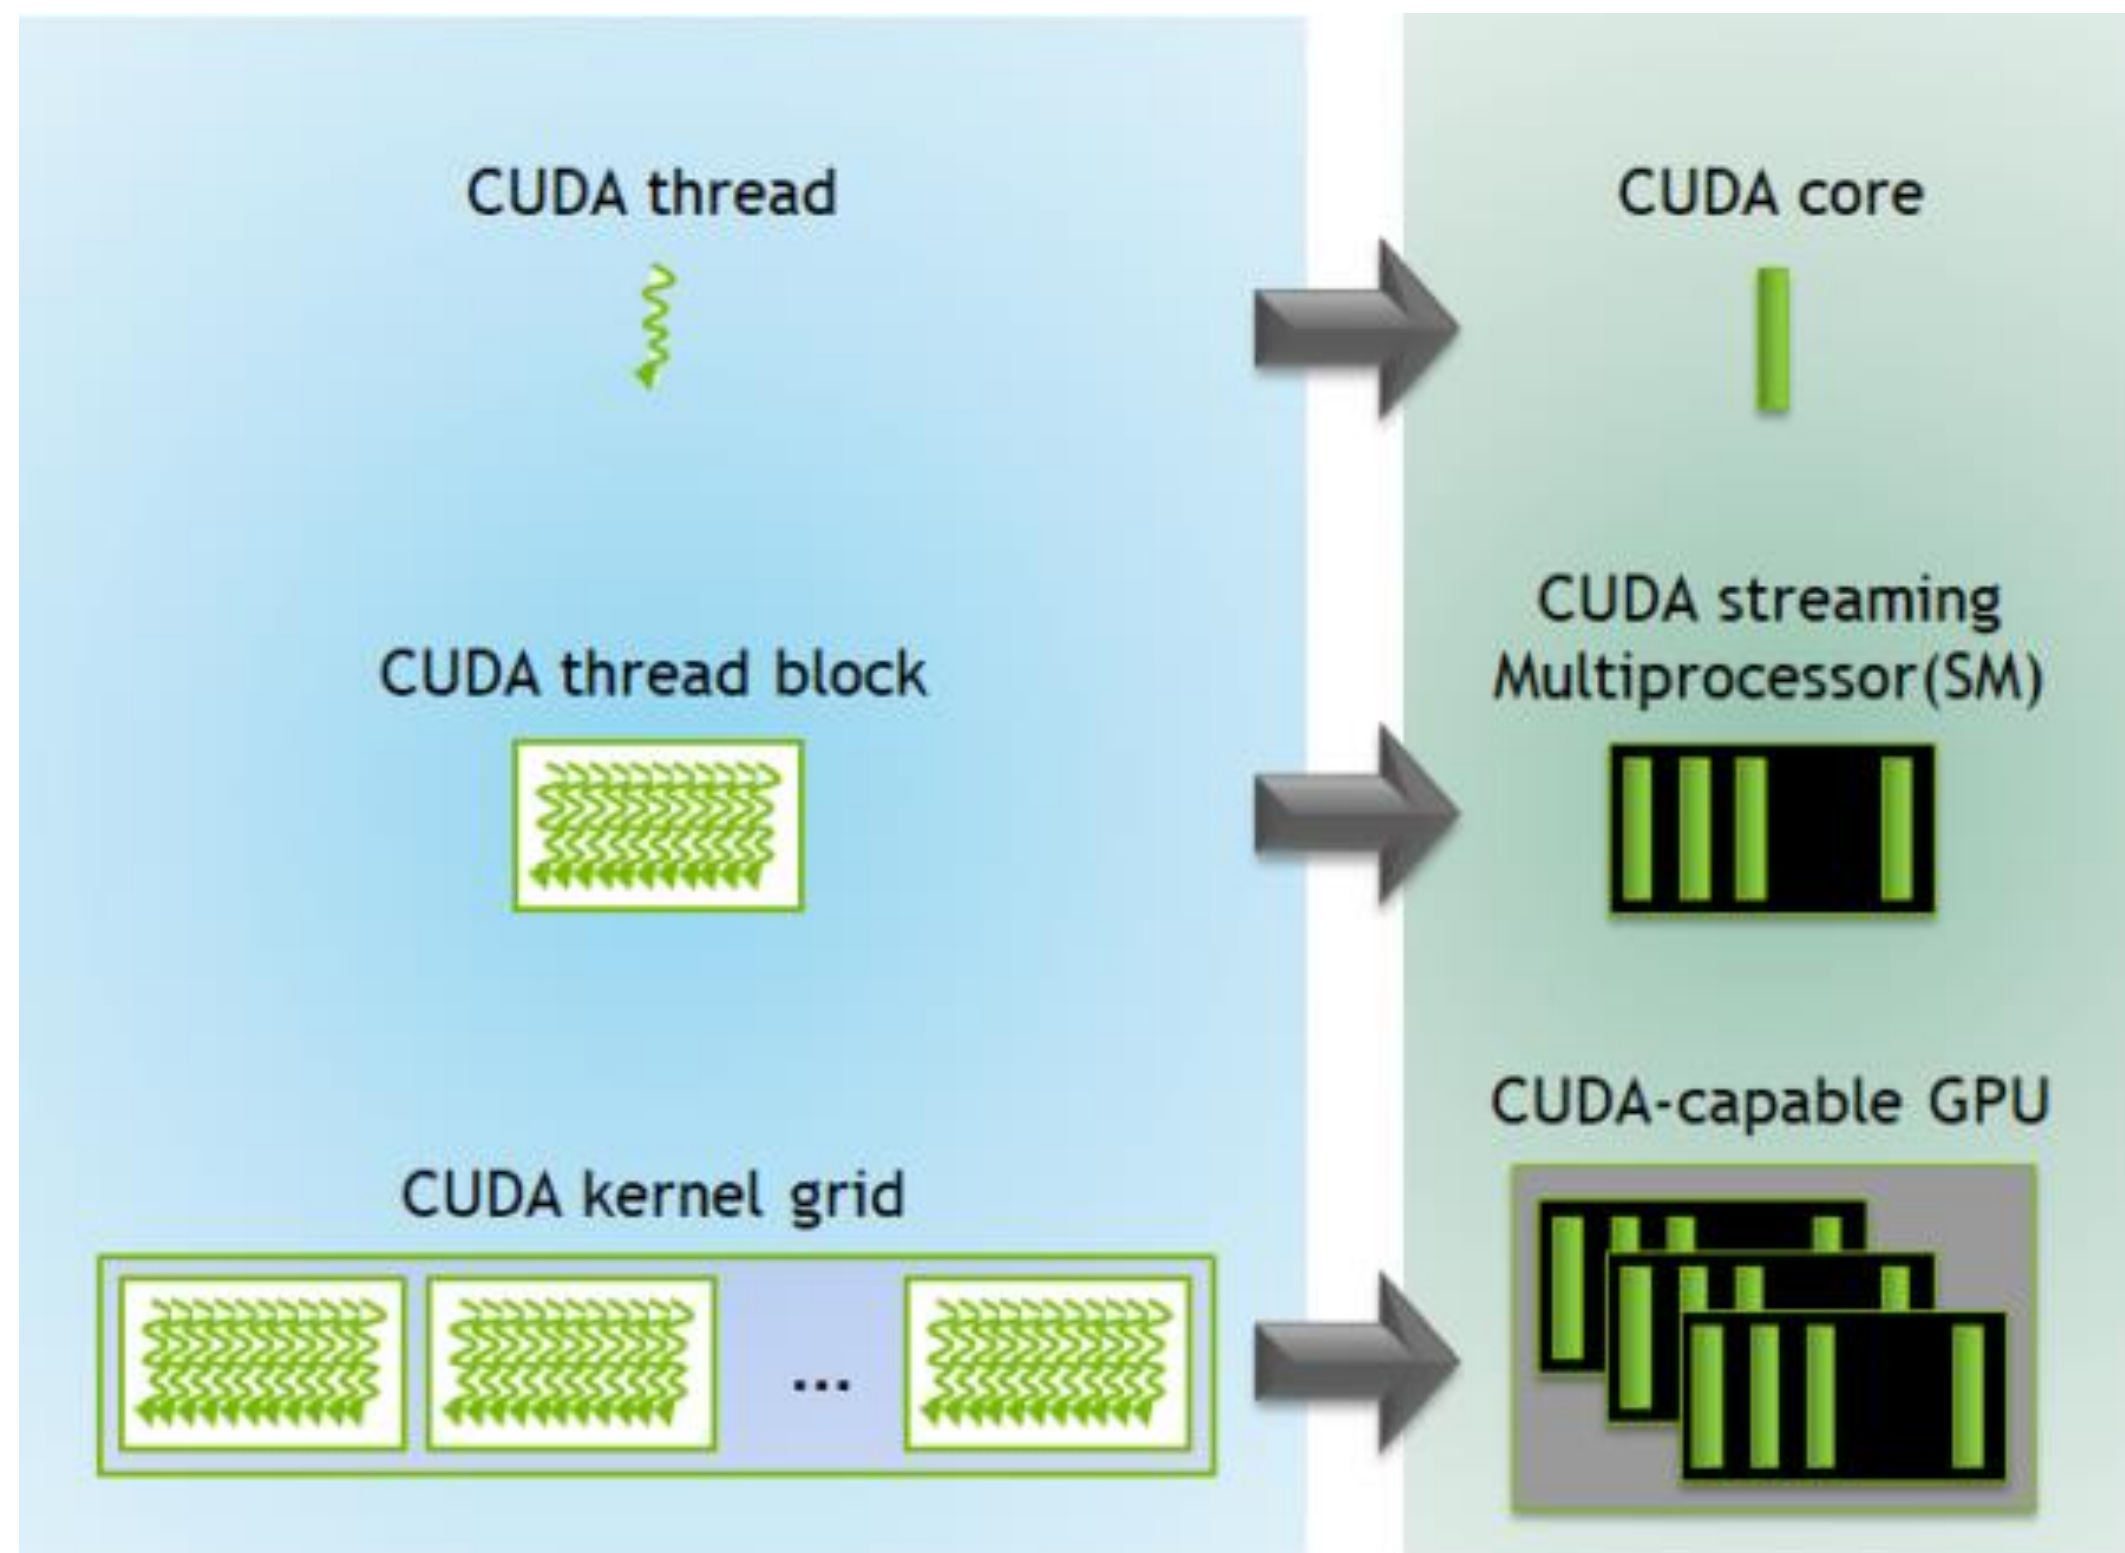 CUDA thread
CUDA core
CUDA thread block
CUDA streaming
Multiprocessor(SM)
CUDA kernel grid
...
CUDA-capable GPU